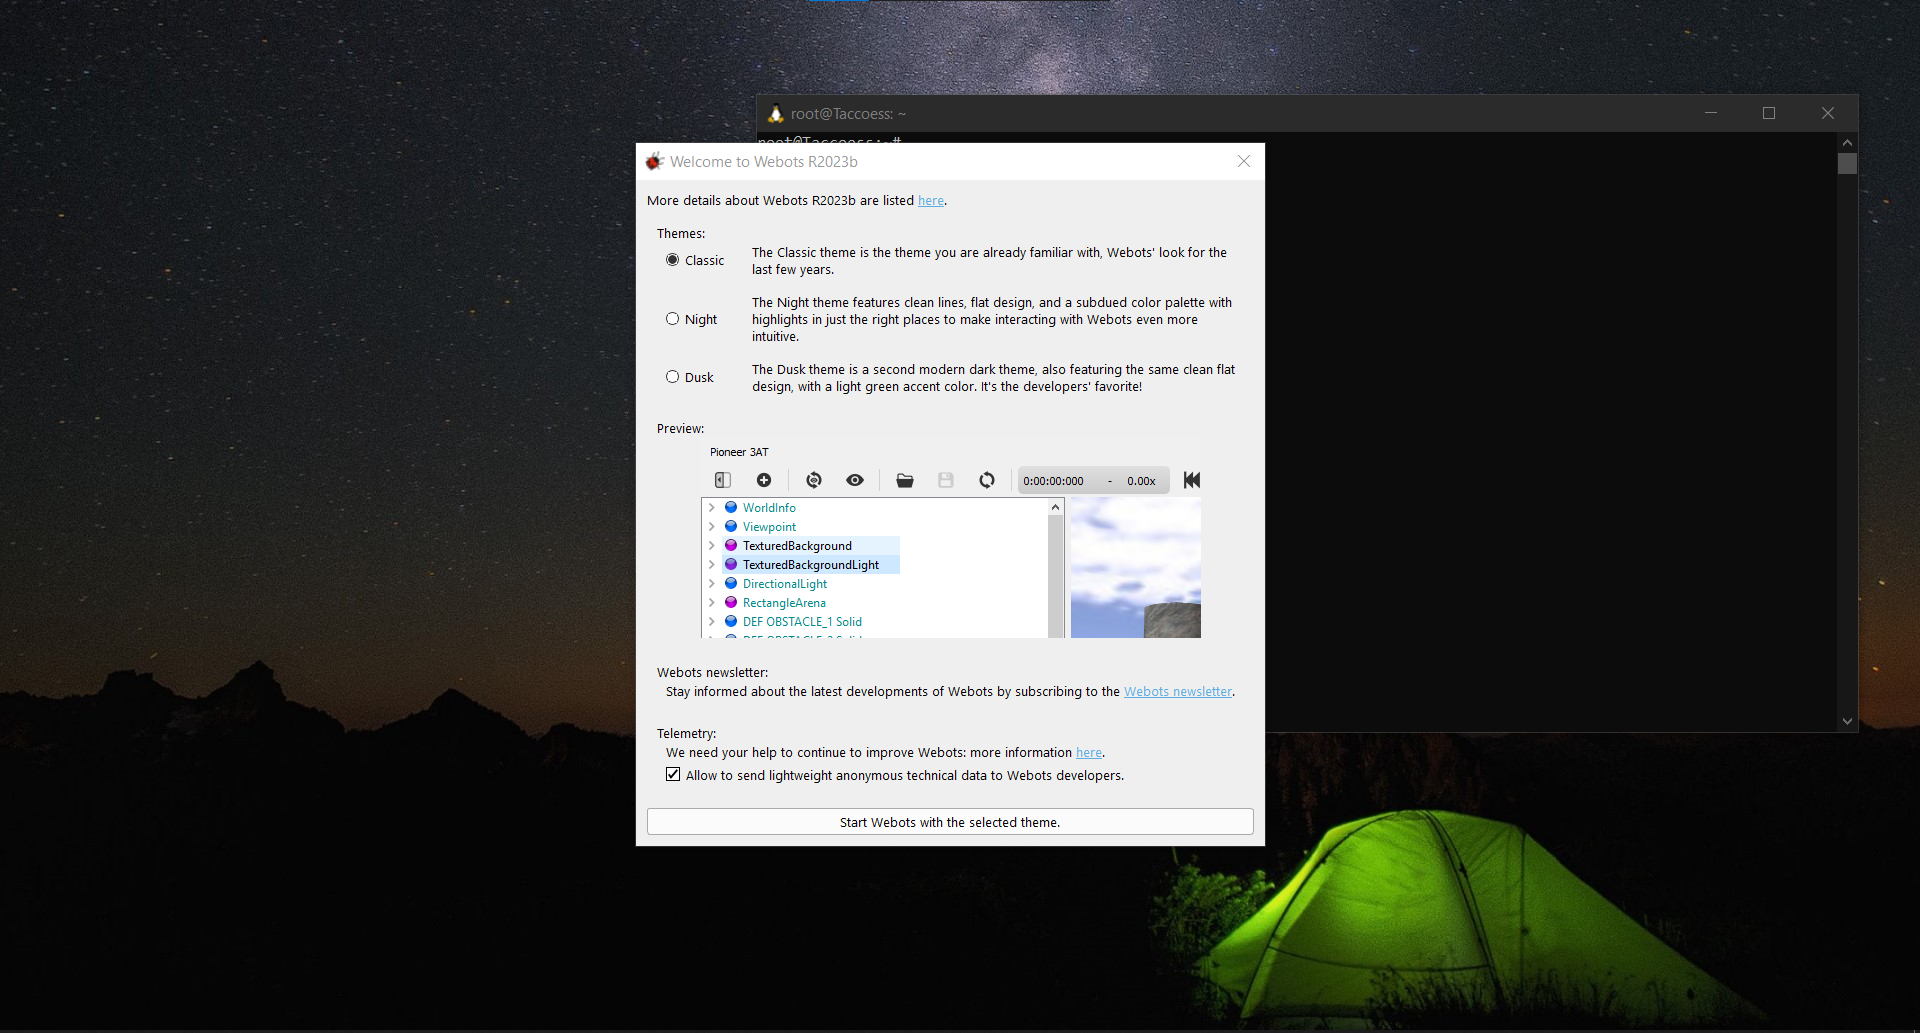 root@Taccoess: ~
root@Taccoess:~#
Welcome to Webots R2023b
More details about Webots R2023b are listed here.
Themes:
Classic
The Classic theme is the theme you are already familiar with, Webots' look for the
last few years.
Night
The Night theme features clean lines, flat design, and a subdued color palette with
highlights in just the right places to make interacting with Webots even more
intuitive.
Dusk
The Dusk theme is a second modern dark theme, also featuring the same clean flat
design, with a light green accent color. It's the developers' favorite!
Preview:
Pioneer 3AT
0:00:00:000 - 0.00x
WorldInfo
Viewpoint
TexturedBackground
TexturedBackgroundLight
DirectionalLight
RectangleArena
DEF OBSTACLE_1 Solid
DEF OBSTACLE_2 Solid
Webots newsletter:
Stay informed about the latest developments of Webots by subscribing to the Webots newsletter.
Telemetry:
We need your help to continue to improve Webots: more information here.
Allow to send lightweight anonymous technical data to Webots developers.
Start Webots with the selected theme.